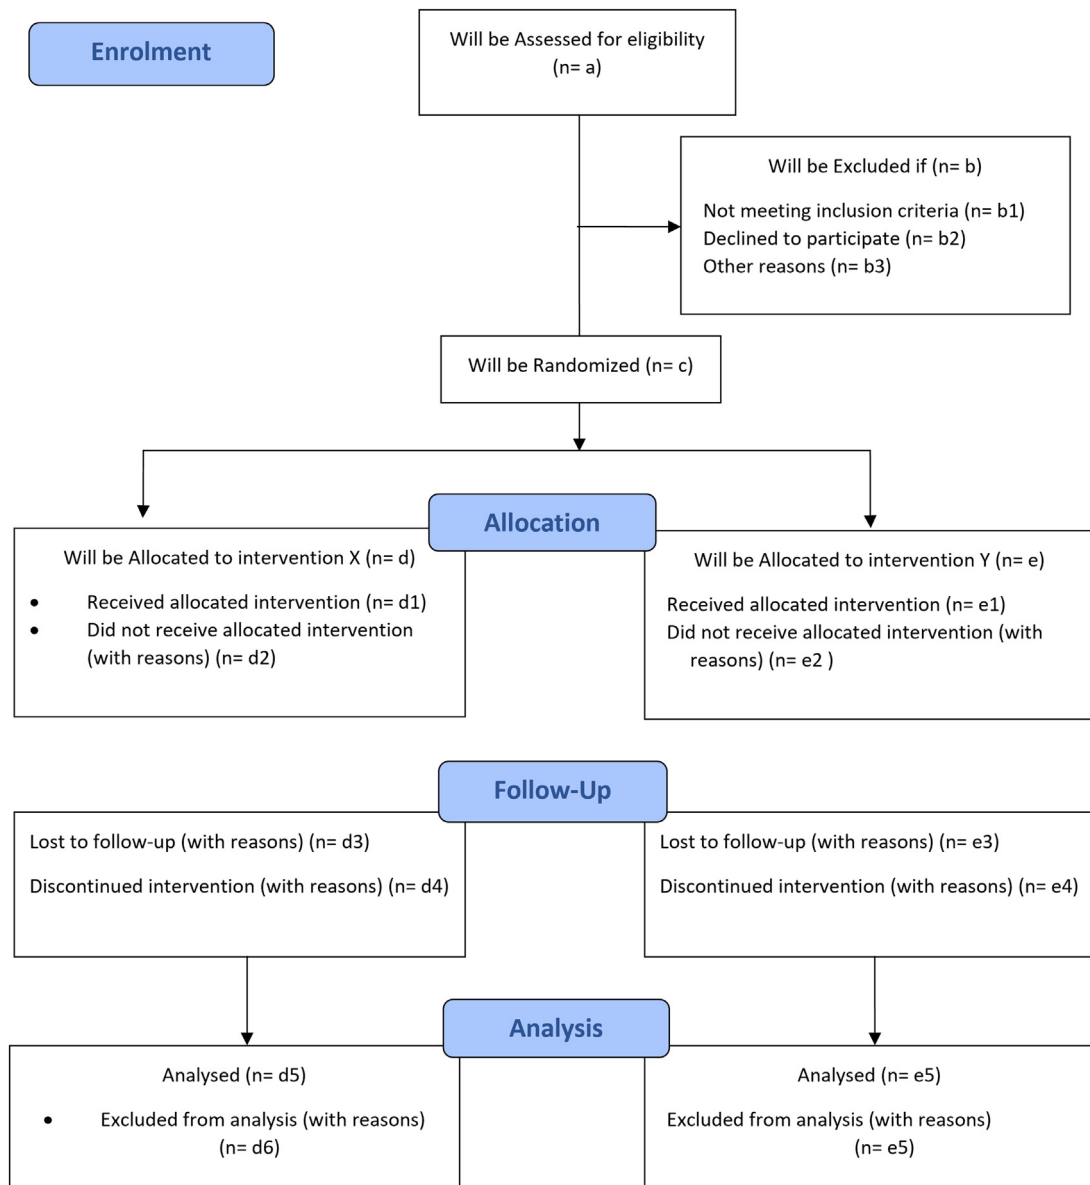 Enrolment
Will be Assessed for eligibility
(n= a)
Will be Excluded if (n= b)
Not meeting inclusion criteria (n= b1)
Declined to participate (n= b2)
Other reasons (n= b3)
Will be Randomized (n= c)
Allocation
Will be Allocated to intervention X (n= d)
• Received allocated intervention (n= d1)
• Did not receive allocated intervention
(with reasons) (n= d2)
Will be Allocated to intervention Y (n= e)
Received allocated intervention (n= e1)
Did not receive allocated intervention (with
reasons) (n= e2 )
Follow-Up
Lost to follow-up (with reasons) (n= d3)
Discontinued intervention (with reasons) (n= d4)
Lost to follow-up (with reasons) (n= e3)
Discontinued intervention (with reasons) (n= e4)
Analysis
Analysed (n= d5)
• Excluded from analysis (with reasons)
(n= d6)
Analysed (n= e5)
Excluded from analysis (with reasons)
(n= e5)